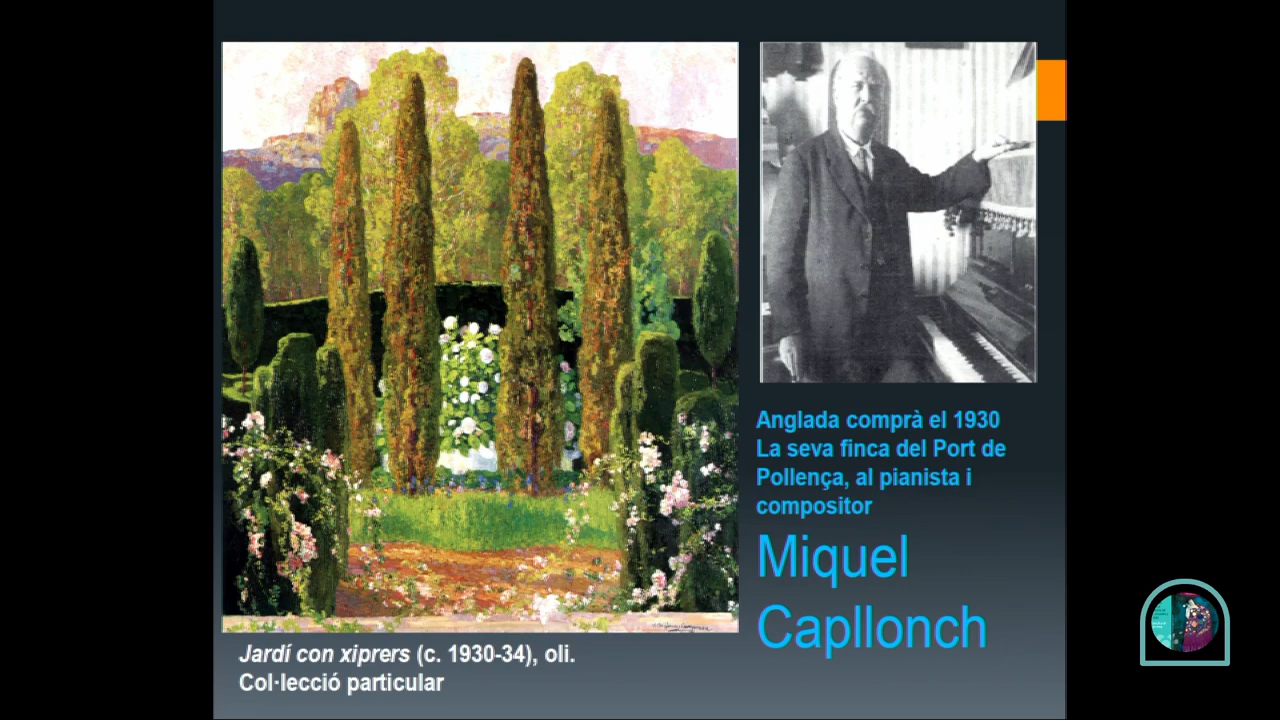 Anglada comprà el 1930
La seva finca del Port de
Pollença, al pianista i
compositor
Miquel
Capllonch
Jardí con xiprers (c. 1930-34), oli.
Col·lecció particular